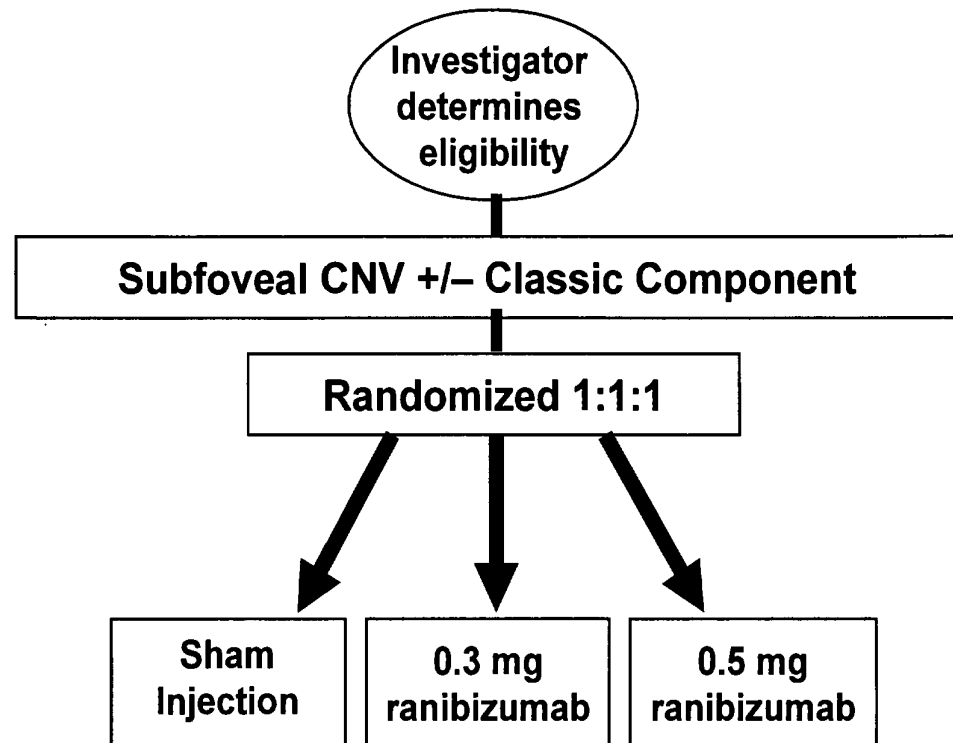 Investigator
determines
eligibility
Subfoveal CNV +/– Classic Component
Randomized 1:1:1
Sham
Injection
0.3 mg
ranibizumab
0.5 mg
ranibizumab